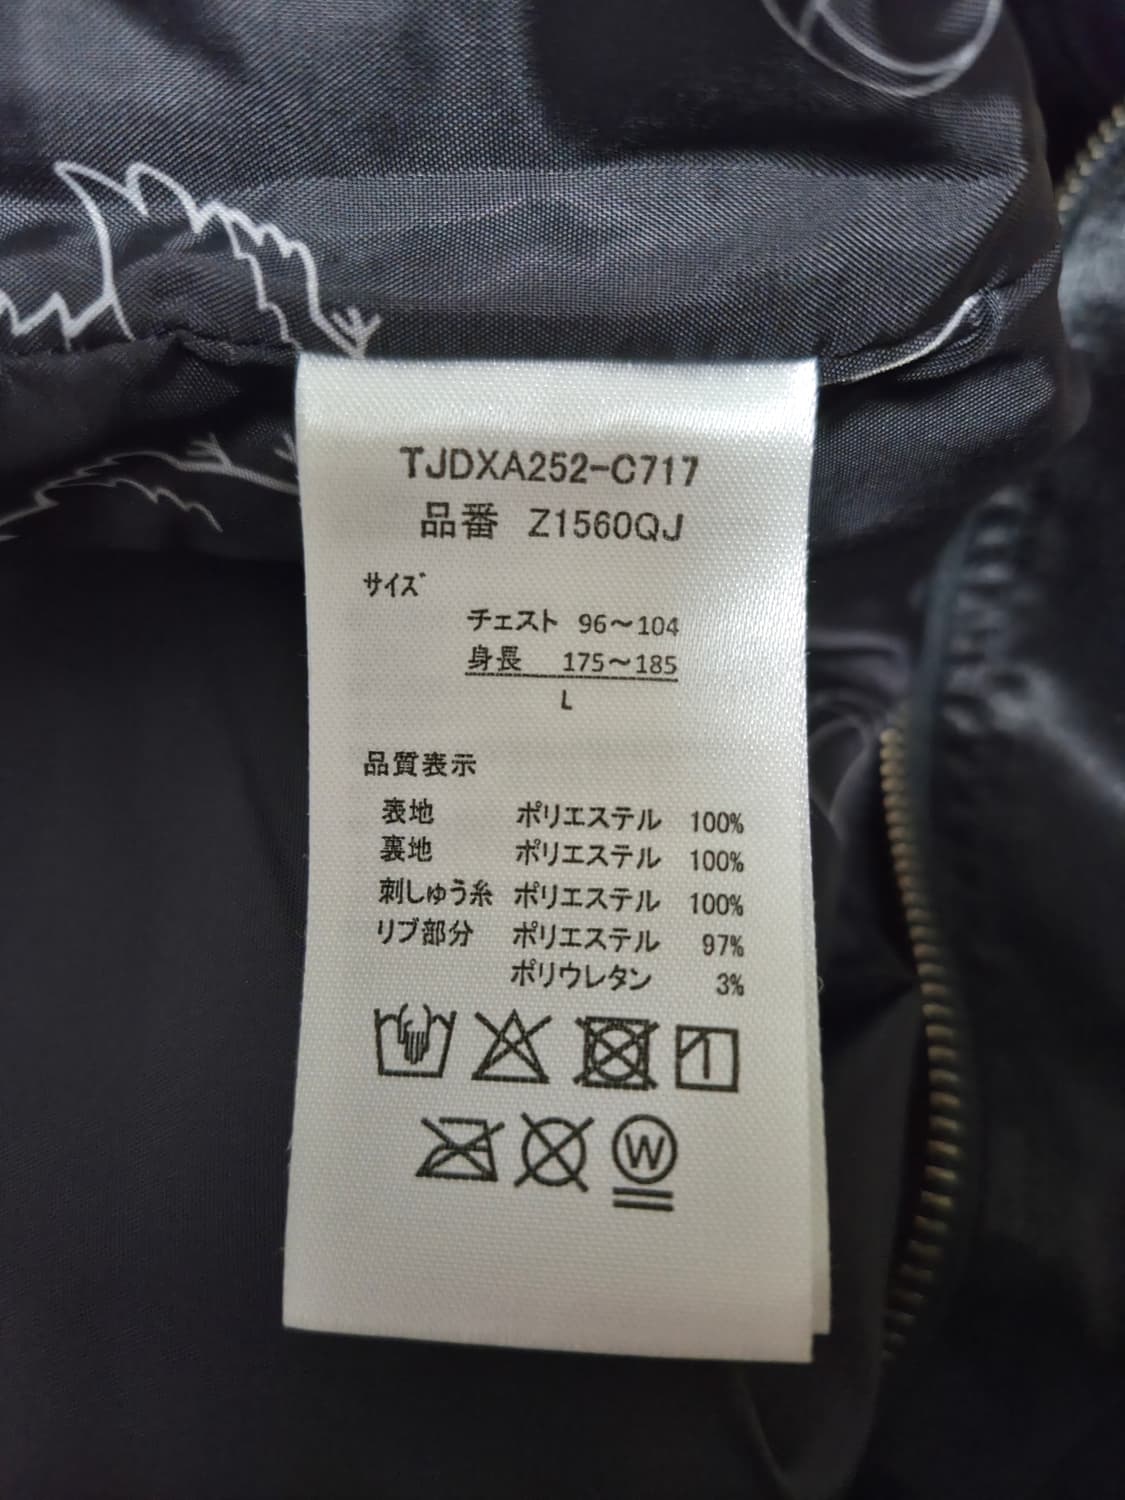 TJDXA252-C717
品番 Z1560QJ
サイズ
チェスト 96～104
身長 175～185
L
品質表示
表地 ポリエステル 100%
裏地 ポリエステル 100%
刺しゅう糸 ポリエステル 100%
リブ部分 ポリエステル 97%
ポリウレタン 3%
W